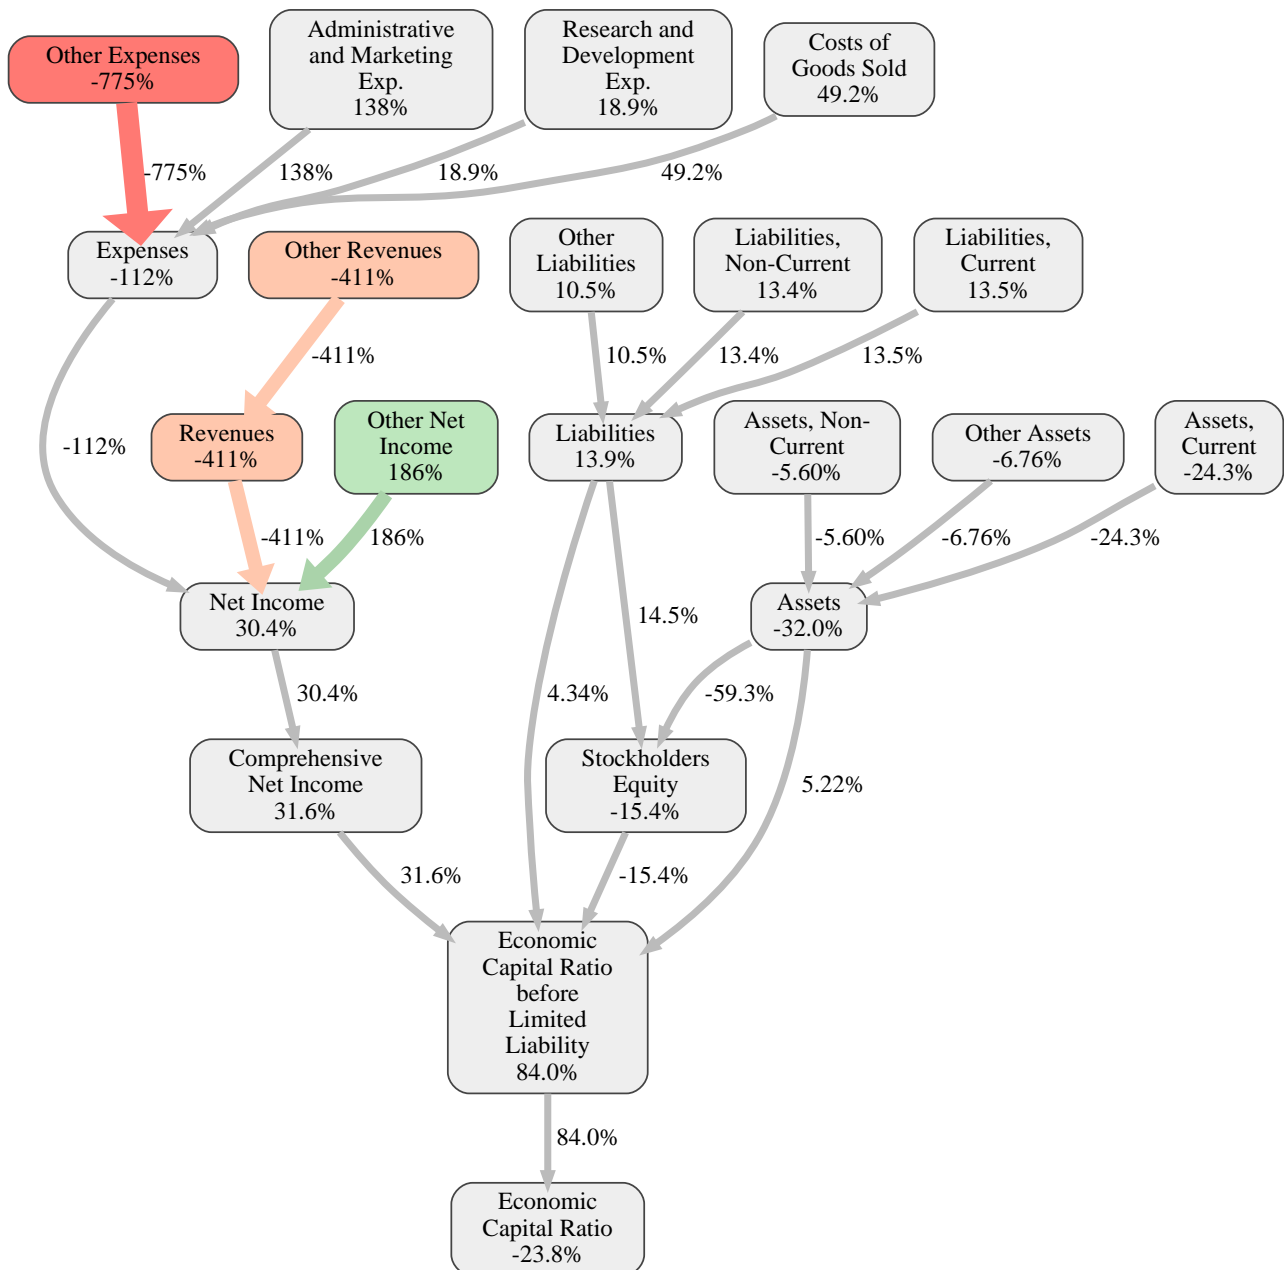 Other Expenses
-775%
Administrative
and Marketing
Exp.
138%
Research and
Development
Exp.
18.9%
Costs of
Goods Sold
49.2%
-775%
138%
18.9%
49.2%
Expenses
-112%
Other Revenues
-411%
Other
Liabilities
10.5%
Liabilities,
Non-Current
13.4%
Liabilities,
Current
13.5%
-411%
10.5%
13.4%
13.5%
-112%
Revenues
-411%
Other Net
Income
186%
Liabilities
13.9%
Assets, Non-
Current
-5.60%
Other Assets
-6.76%
Assets,
Current
-24.3%
-411%
186%
-5.60%
-6.76%
-24.3%
Net Income
30.4%
14.5%
Assets
-32.0%
30.4%
4.34%
-59.3%
Comprehensive
Net Income
31.6%
Stockholders
Equity
-15.4%
5.22%
31.6%
-15.4%
Economic
Capital Ratio
before
Limited
Liability
84.0%
84.0%
Economic
Capital Ratio
-23.8%